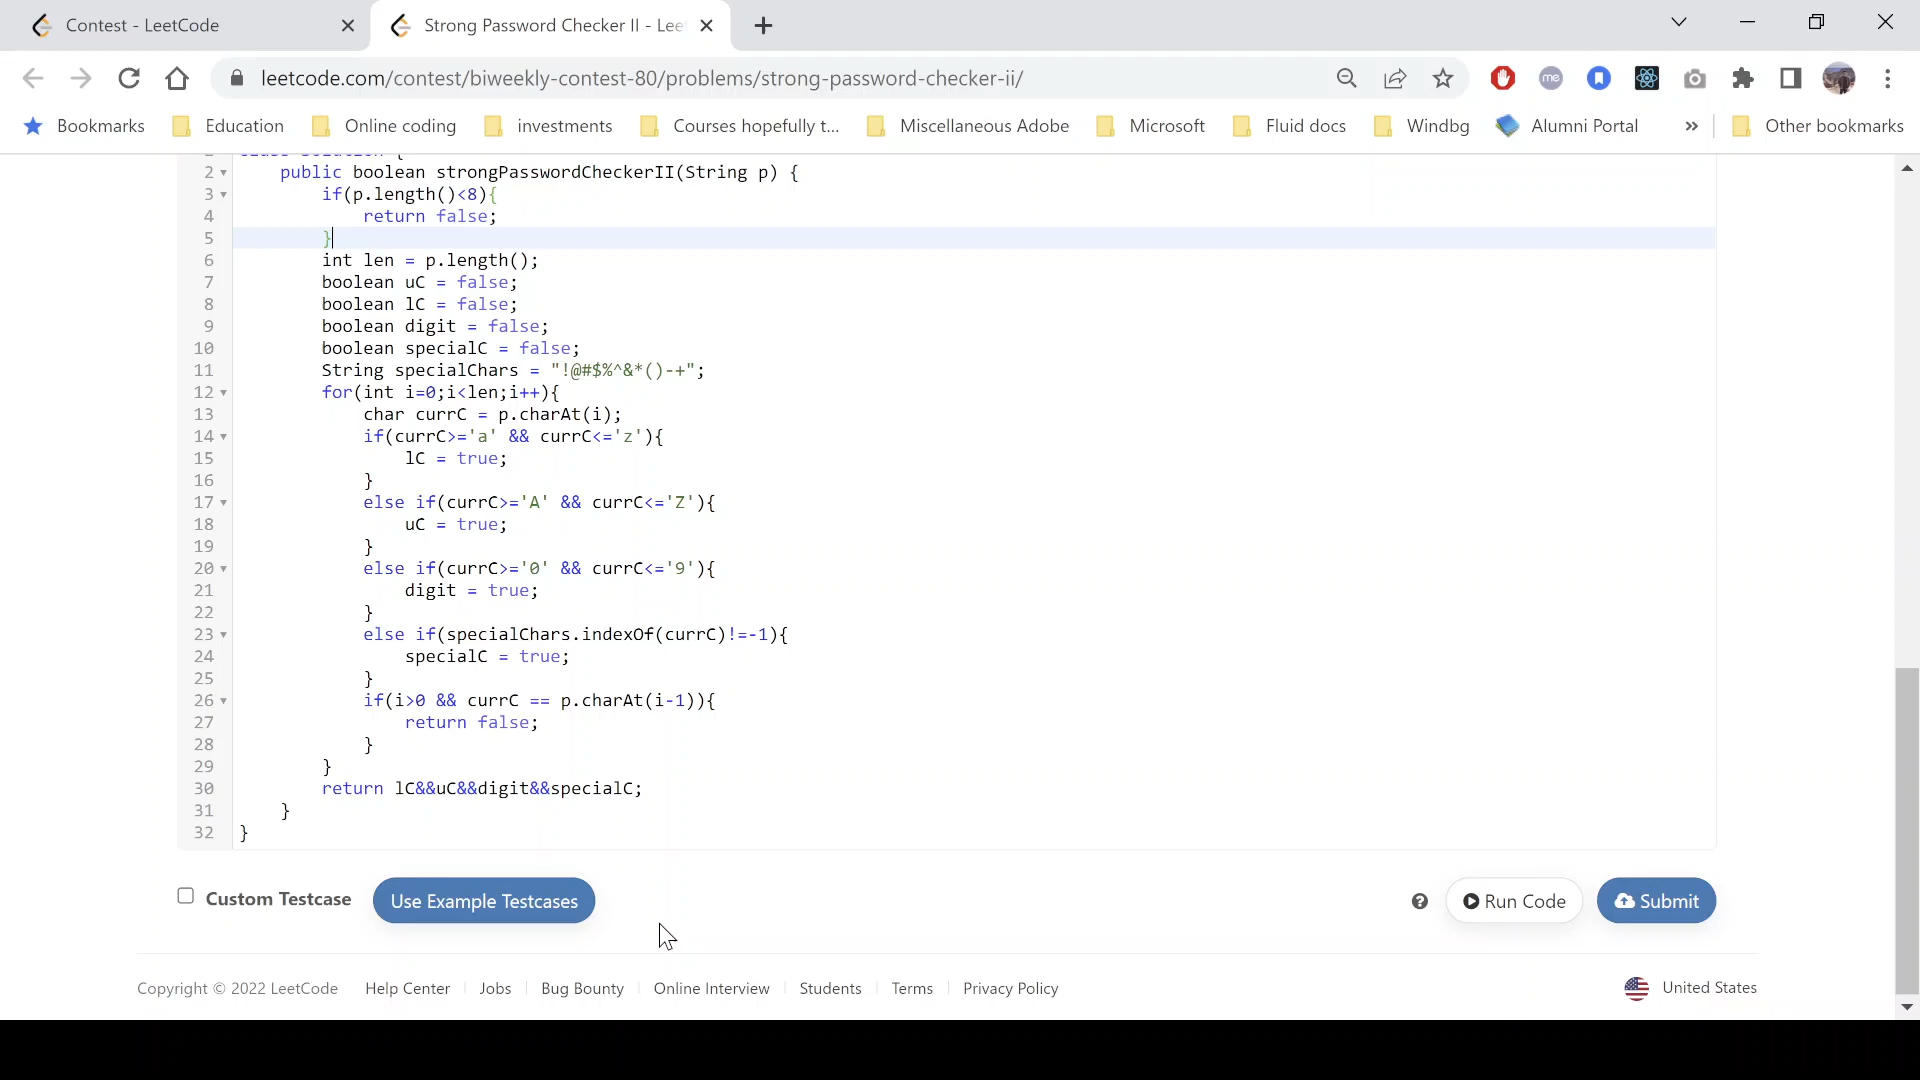 Contest - LeetCode
Strong Password Checker II - Lee
leetcode.com/contest/biweekly-contest-80/problems/strong-password-checker-ii/
me
Bookmarks Education Online coding investments Courses hopefully t... Miscellaneous Adobe Microsoft Fluid docs Windbg Alumni Portal » Other bookmarks
2 public boolean strongPasswordCheckerII(String p) {
3 if(p.length()<8){
4 return false;
5 }
6 int len = p.length();
7 boolean uC = false;
8 boolean lC = false;
9 boolean digit = false;
10 boolean specialC = false;
11 String specialChars = "!@#$%^&*()-+";
12 for(int i=0;i<len;i++){
13 char currC = p.charAt(i);
14 if(currC>='a' && currC<='z'){
15 lC = true;
16 }
17 else if(currC>='A' && currC<='Z'){
18 uC = true;
19 }
20 else if(currC>='0' && currC<='9'){
21 digit = true;
22 }
23 else if(specialChars.indexOf(currC)!=-1){
24 specialC = true;
25 }
26 if(i>0 && currC == p.charAt(i-1)){
27 return false;
28 }
29 }
30 return lC&&uC&&digit&&specialC;
31 }
32 }
Custom Testcase Use Example Testcases ? Run Code Submit
Copyright © 2022 LeetCode Help Center Jobs Bug Bounty Online Interview Students Terms Privacy Policy United States